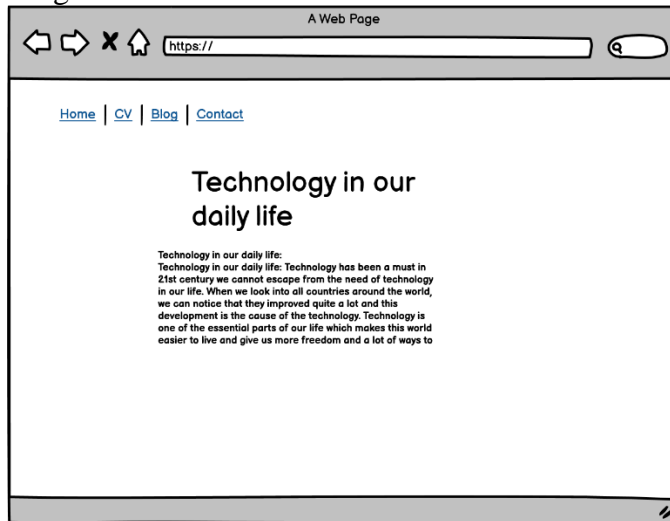 A Web Page
https://
Home | CV | Blog | Contact
Technology in our
daily life
Technology in our daily life:
Technology in our daily life: Technology has been a must in
21st century we cannot escape from the need of technology
in our life. When we look into all countries around the world,
we can notice that they improved quite a lot and this
development is the cause of the technology. Technology is
one of the essential parts of our life which makes this world
easier to live and give us more freedom and a lot of ways to